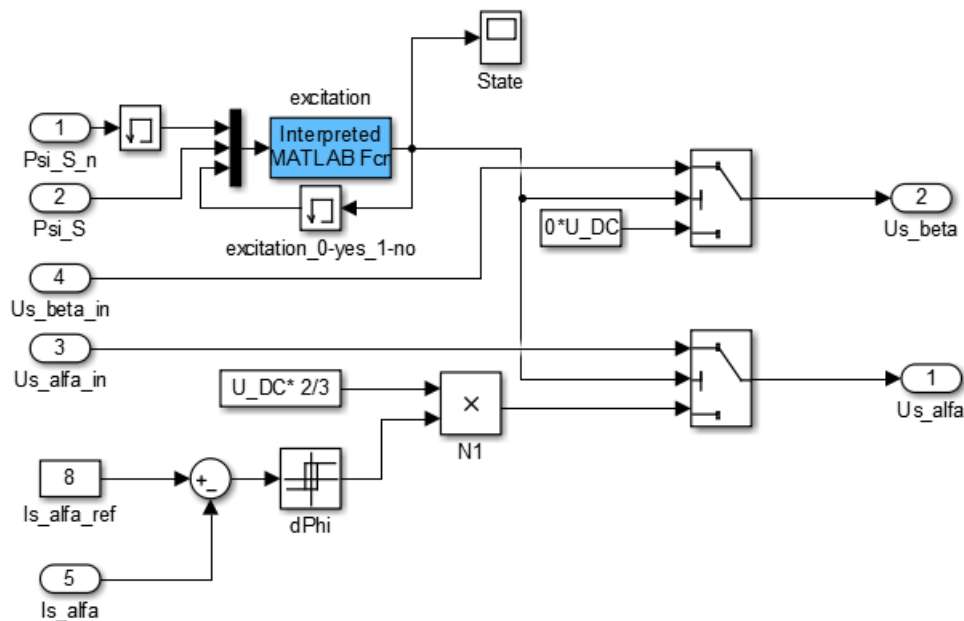 State
excitation
1
Psi_S_n
Interpreted
MATLAB Fcn
2
Psi_S
excitation_0-yes_1-no
0*U_DC
2
Us_beta
4
Us_beta_in
3
Us_alfa_in
U_DC* 2/3
×
N1
1
Us_alfa
8
Is_alfa_ref
+
-
dPhi
5
Is_alfa